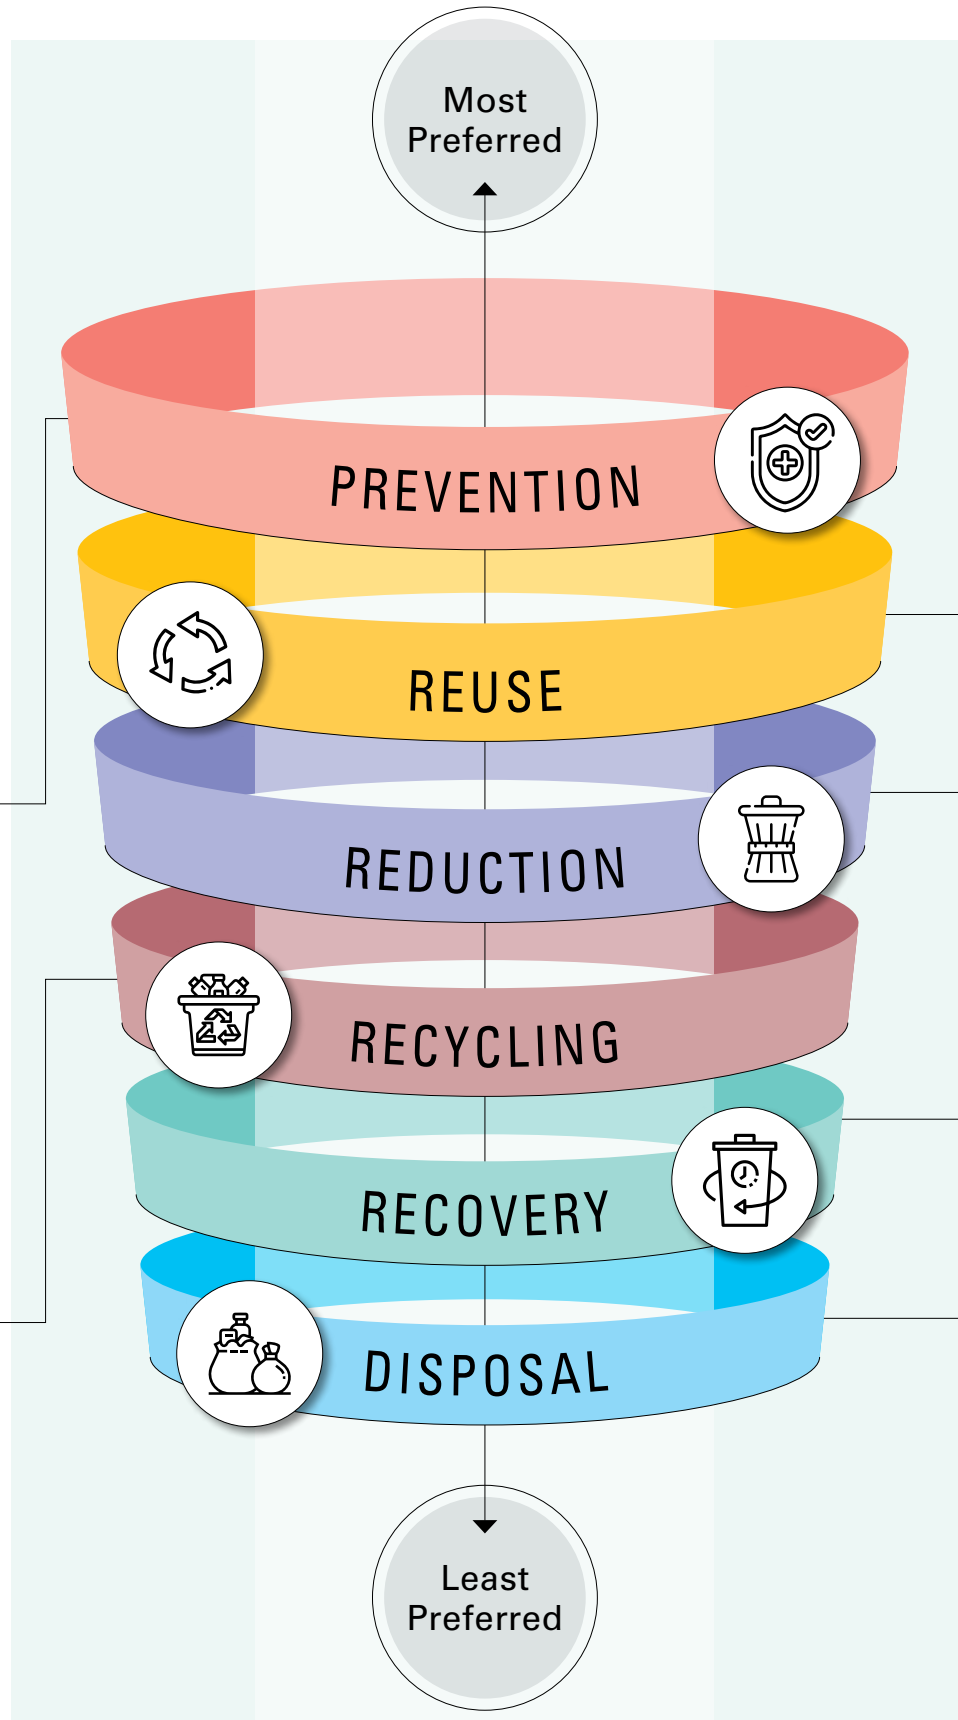 Most
Preferred
PREVENTION
REUSE
REDUCTION
RECYCLING
RECOVERY
DISPOSAL
Least
Preferred